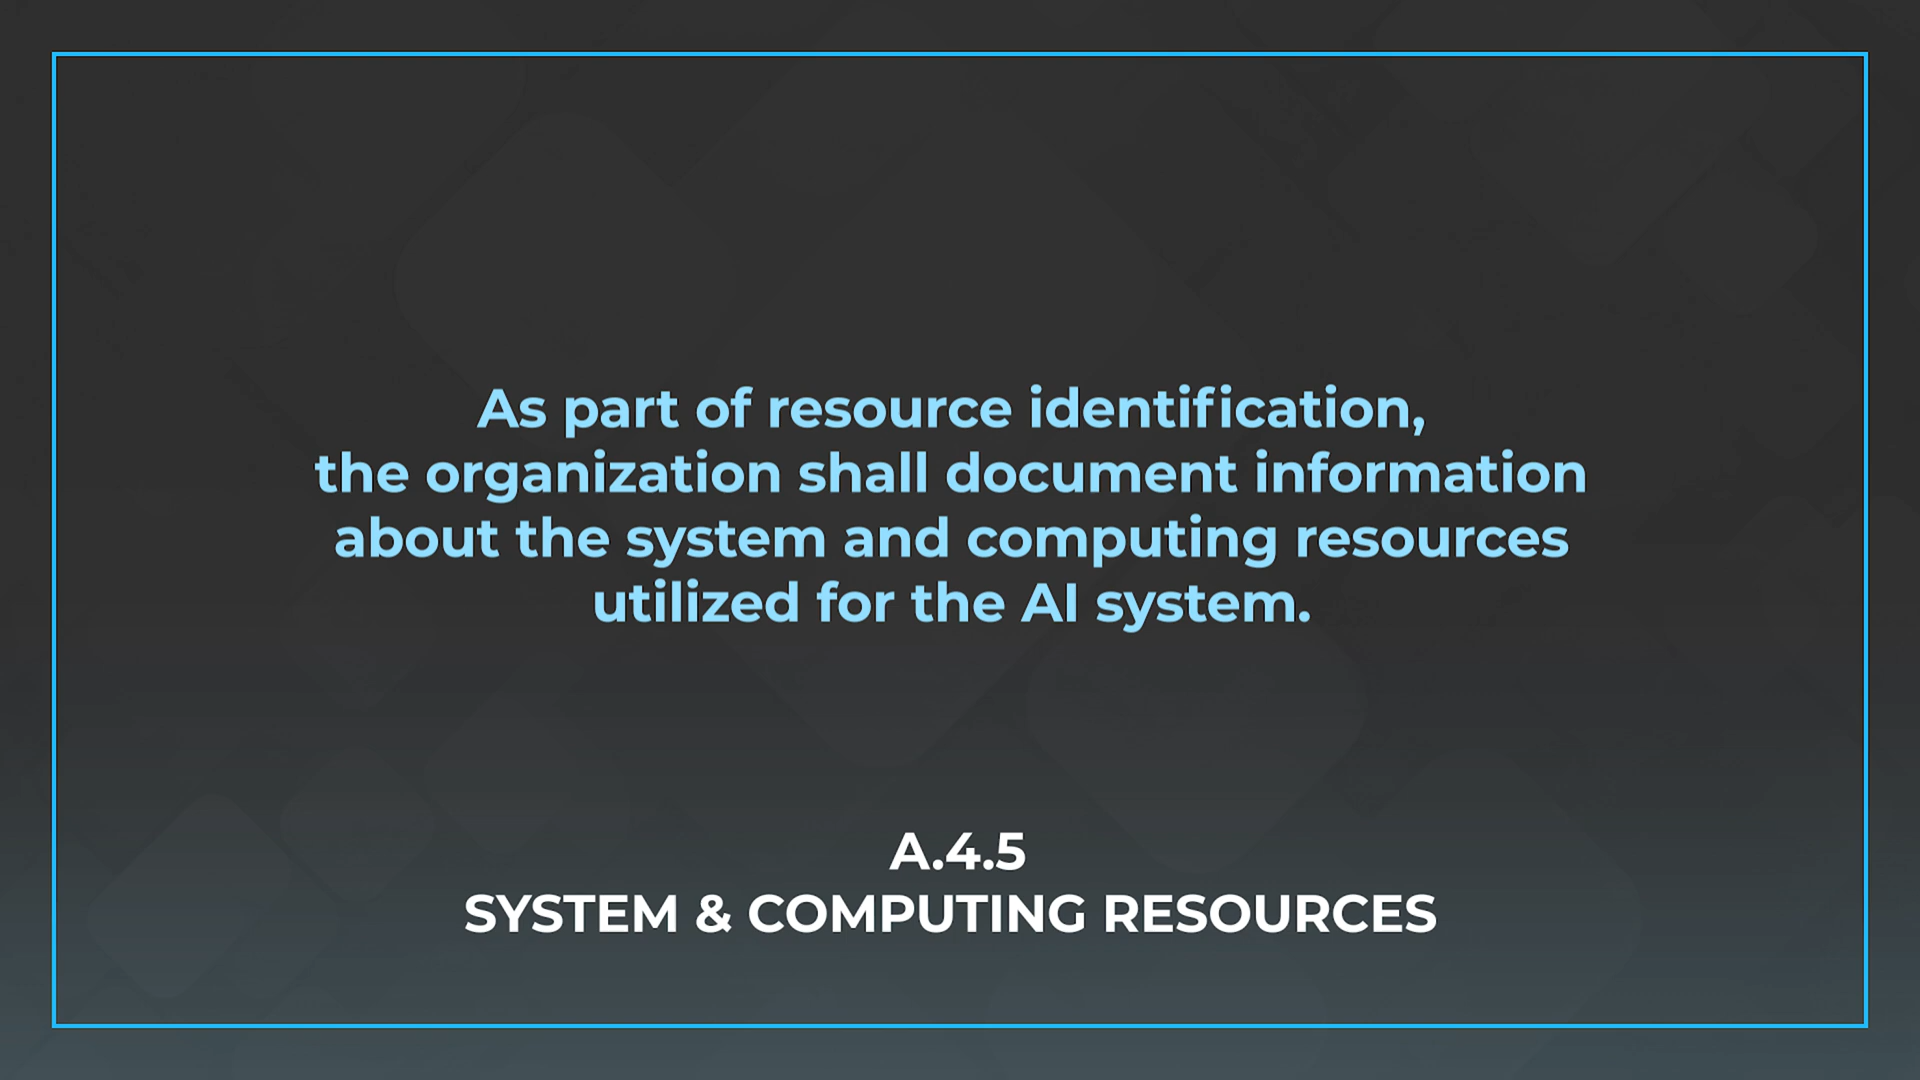 As part of resource identification,
the organization shall document information
about the system and computing resources
utilized for the AI system.
A.4.5
SYSTEM & COMPUTING RESOURCES